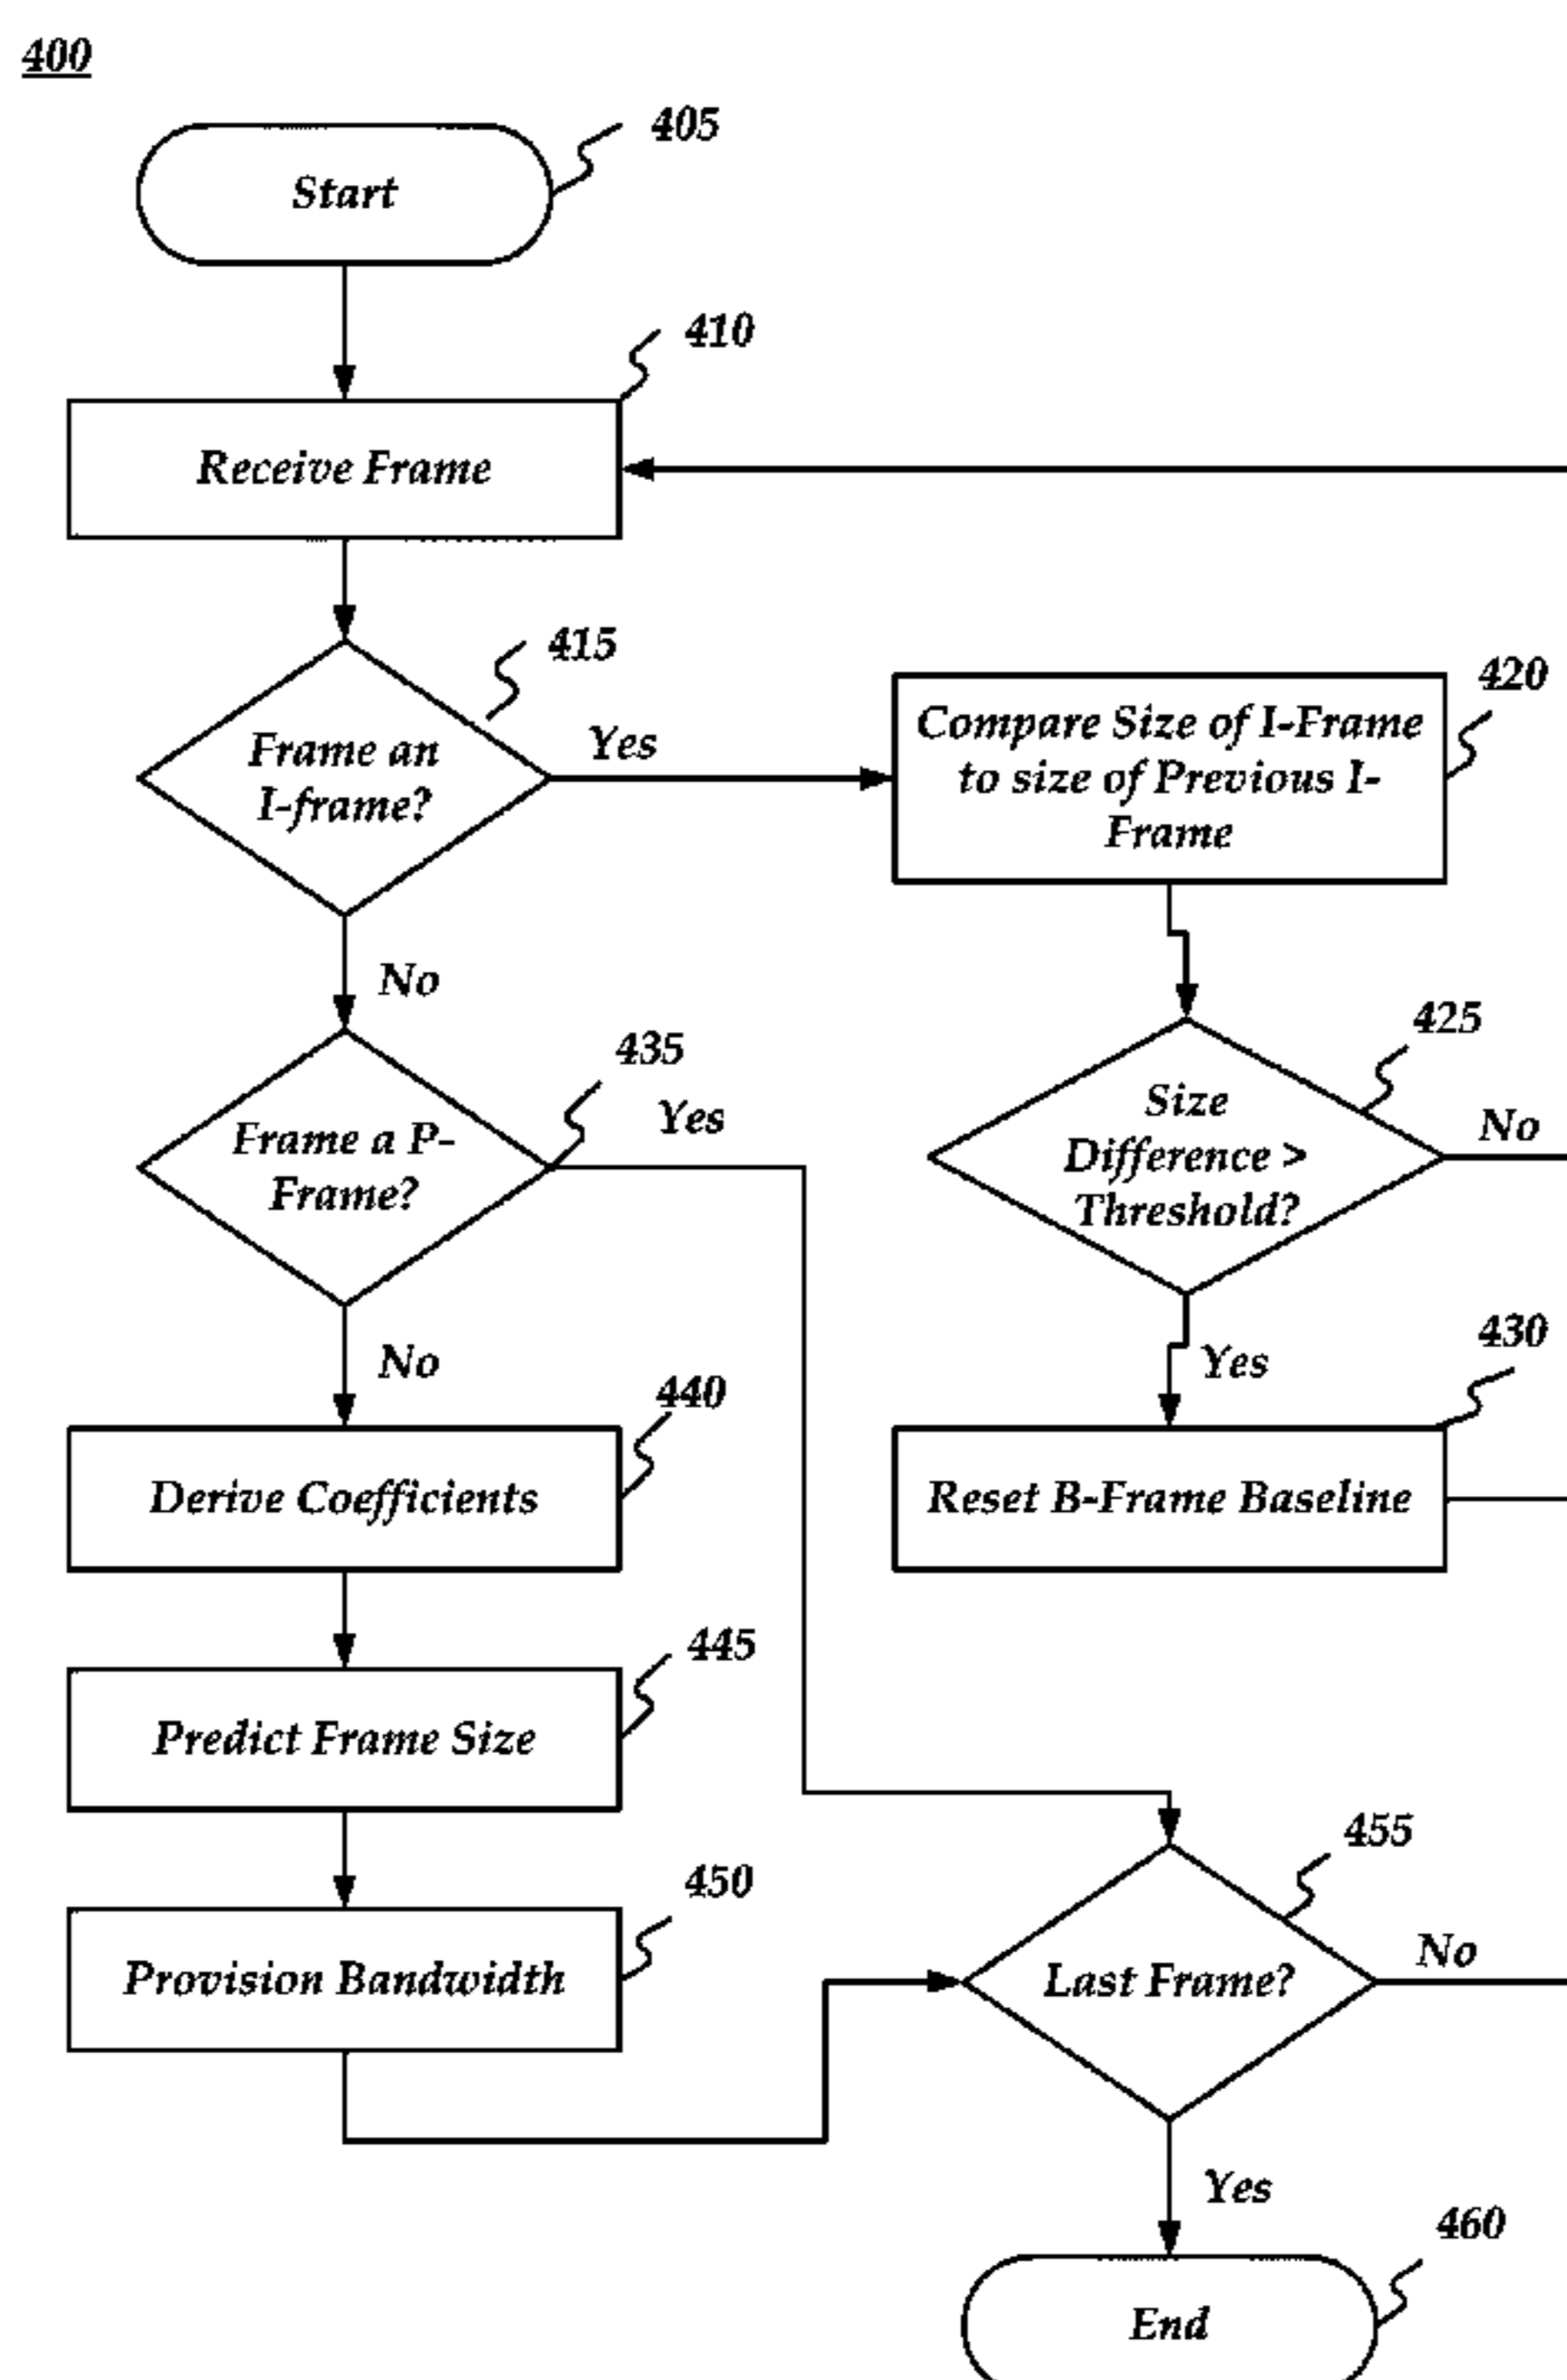 400
405
Start
410
Receive Frame
415
Frame an
I-frame?
Yes
420
Compare Size of I-Frame
to size of Previous I-
Frame
No
425
Size
Difference >
Threshold?
No
435
Frame a P-
Frame?
Yes
430
Yes
Reset B-Frame Baseline
No
440
Derive Coefficients
445
Predict Frame Size
450
Provision Bandwidth
455
Last Frame?
No
Yes
460
End